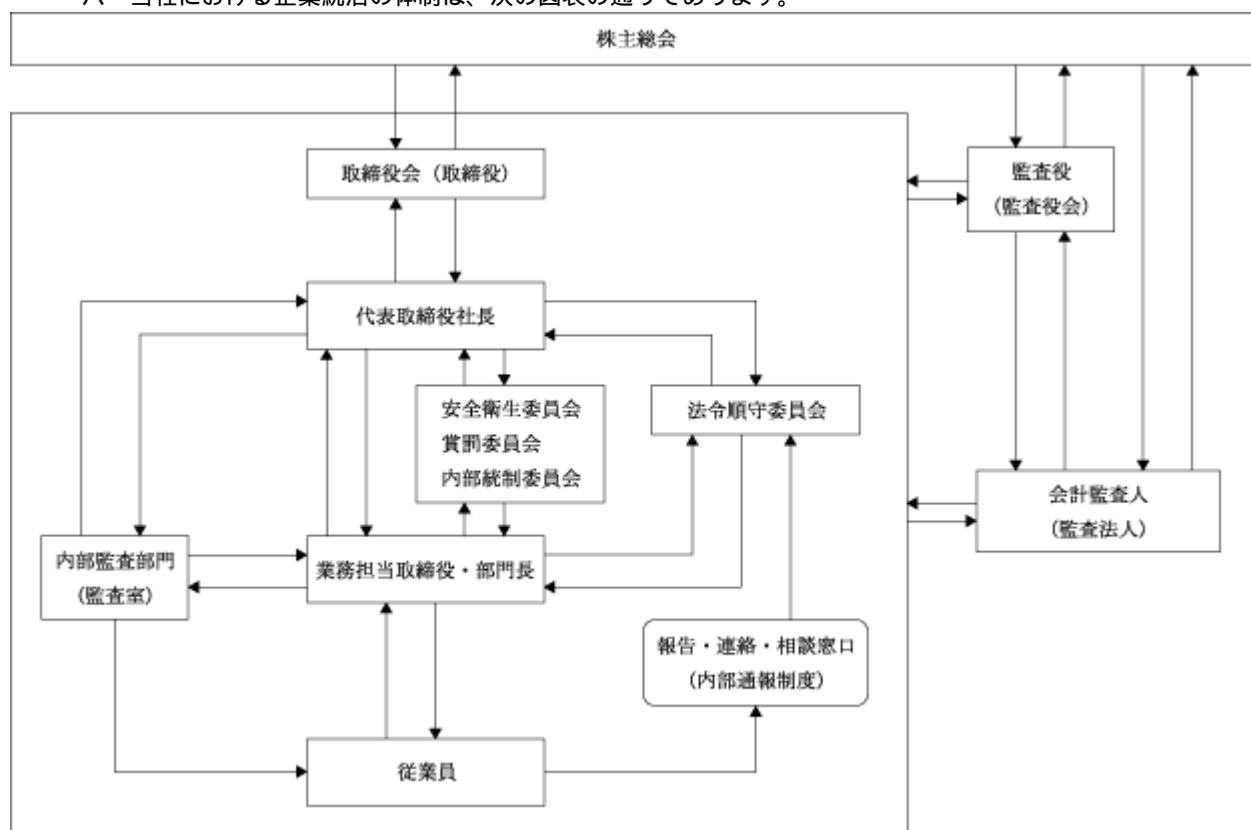 当社における企業統治の体制は、次の図表の通りであります。
株主総会
取締役会（取締役）
監査役
（監査役会）
代表取締役社長
安全衛生委員会
賞罰委員会
内部統制委員会
法令順守委員会
会計監査人
（監査法人）
内部監査部門
（監査室）
業務担当取締役・部門長
報告・連絡・相談窓口
（内部通報制度）
従業員